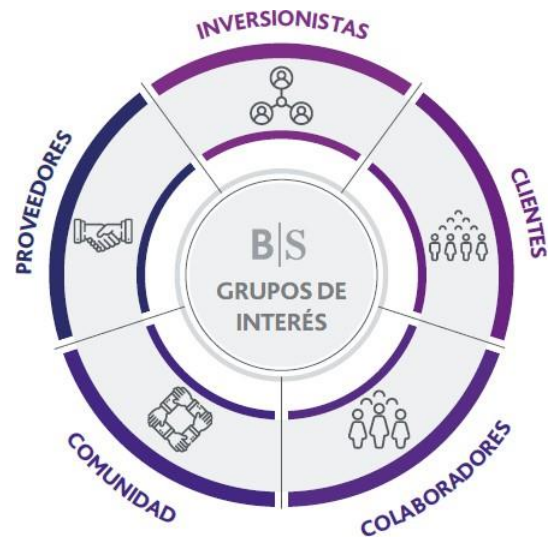 INVERSIONISTAS
CLIENTES
COLABORADORES
COMUNIDAD
PROVEEDORES
B|S
GRUPOS DE
INTERÉS